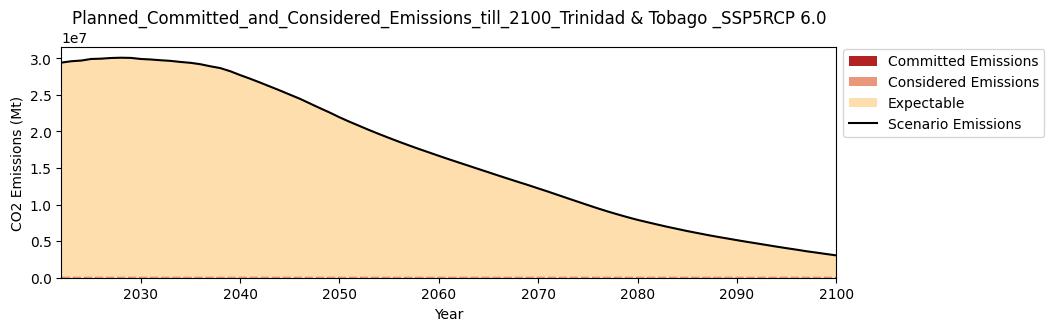 Planned_Committed_and_Considered_Emissions_till_2100_Trinidad & Tobago _SSP5RCP 6.0
1e7
3.0
2.5
2.0
1.5
1.0
0.5
0.0
CO2 Emissions (Mt)
2030 2040 2050 2060 2070 2080 2090 2100
Year
Committed Emissions
Considered Emissions
Expectable
Scenario Emissions